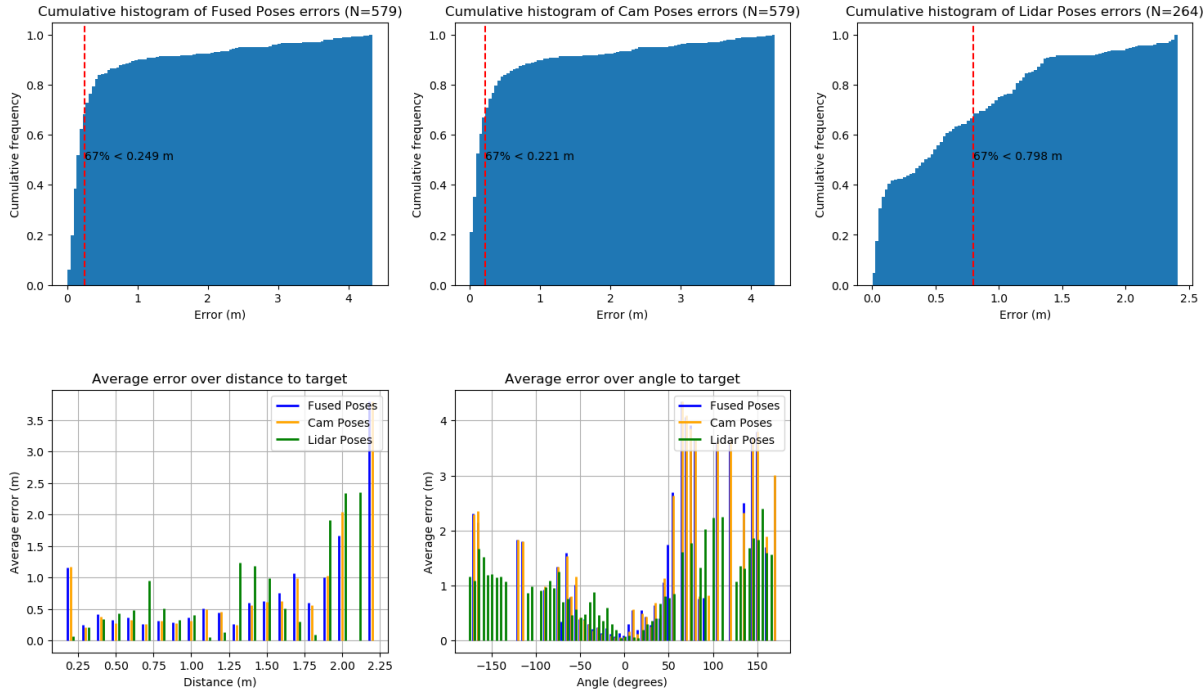 Cumulative histogram of Fused Poses errors (N=579)
Cumulative frequency
1.0
0.8
0.6
0.4
0.2
0.0
67% < 0.249 m
0 1 2 3 4
Error (m)
Cumulative histogram of Cam Poses errors (N=579)
Cumulative frequency
1.0
0.8
0.6
0.4
0.2
0.0
67% < 0.221 m
0 1 2 3 4
Error (m)
Cumulative histogram of Lidar Poses errors (N=264)
Cumulative frequency
1.0
0.8
0.6
0.4
0.2
0.0
67% < 0.798 m
0.0 0.5 1.0 1.5 2.0 2.5
Error (m)
Average error over distance to target
Average error (m)
3.5
3.0
2.5
2.0
1.5
1.0
0.5
0.0
Fused Poses
Cam Poses
Lidar Poses
0.25 0.50 0.75 1.00 1.25 1.50 1.75 2.00 2.25
Distance (m)
Average error over angle to target
Average error (m)
4
3
2
1
0
Fused Poses
Cam Poses
Lidar Poses
−150 −100 −50 0 50 100 150
Angle (degrees)